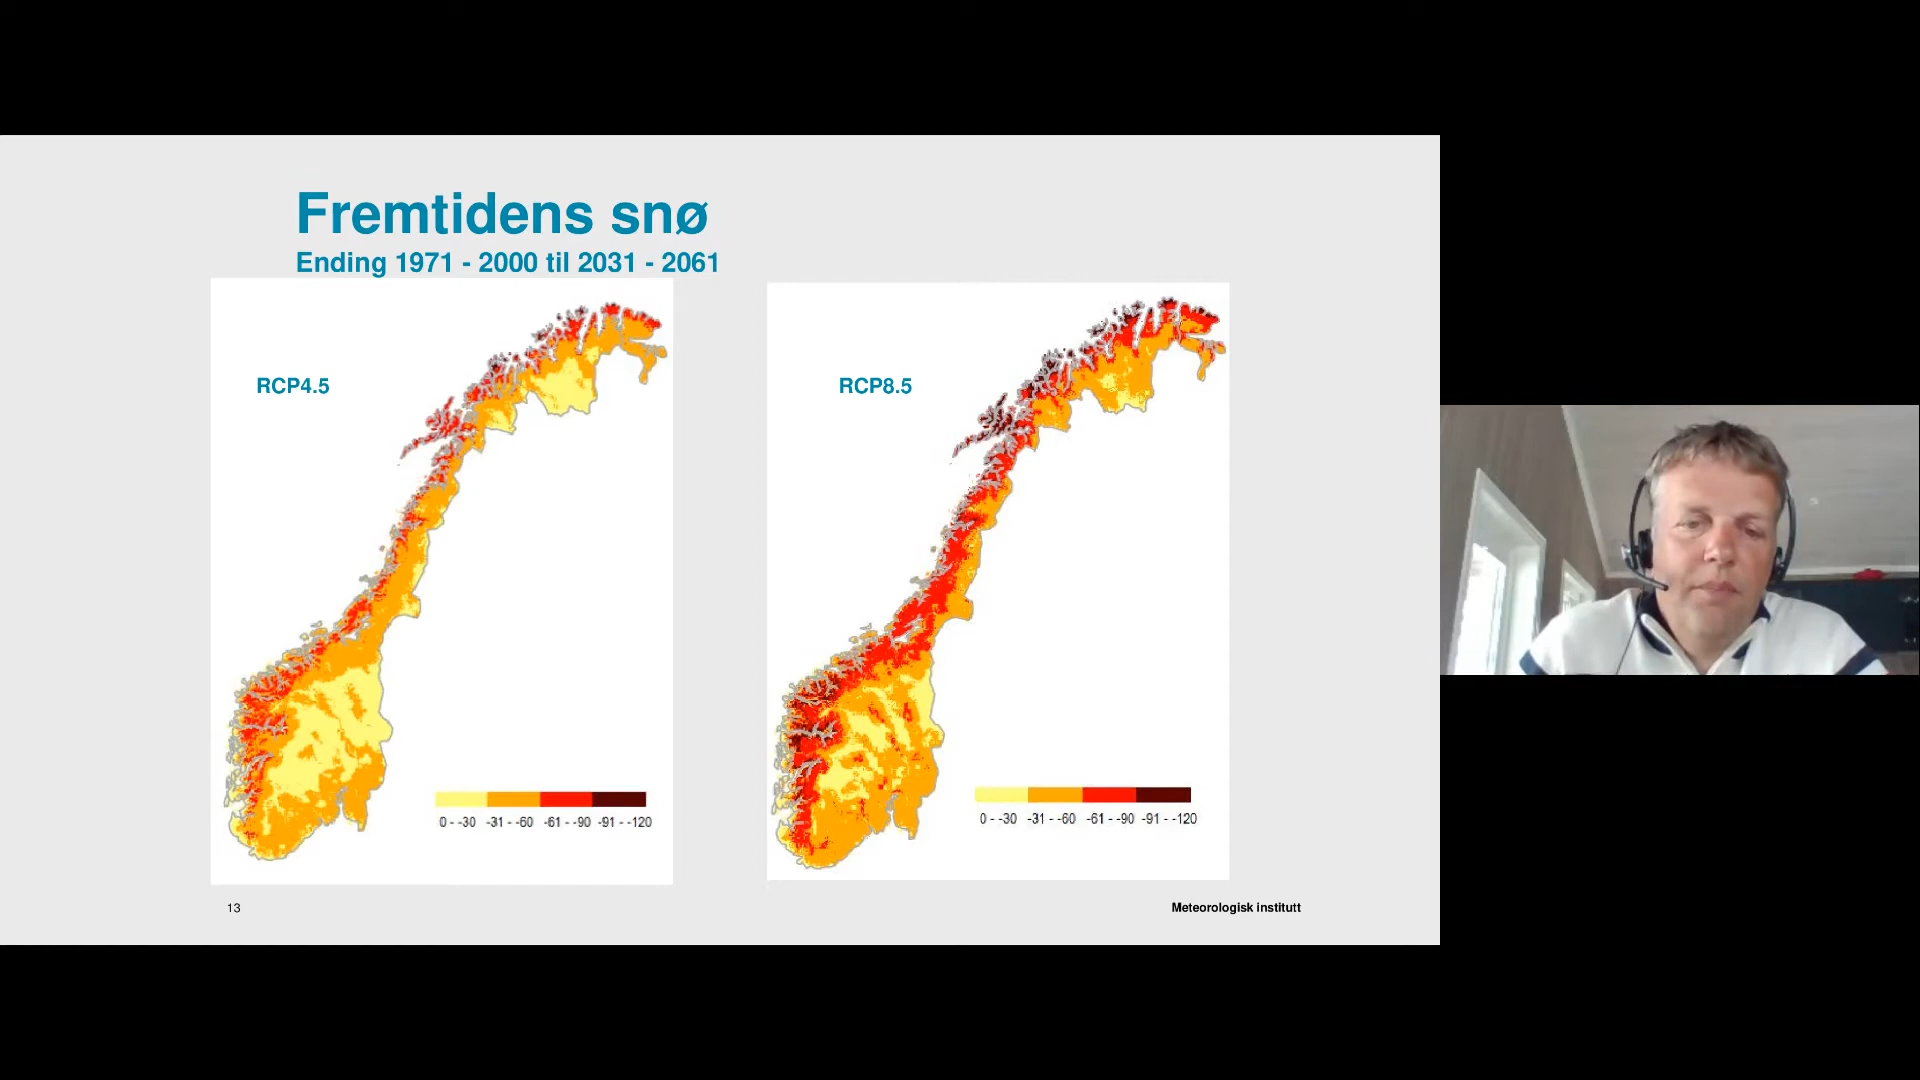 Fremtidens snø
Ending 1971 - 2000 til 2031 - 2061
RCP4.5
0 - -30 -31 - -60 -61 - -90 -91 - -120
RCP8.5
0 - -30 -31 - -60 -61 - -90 -91 - -120
13
Meteorologisk institutt